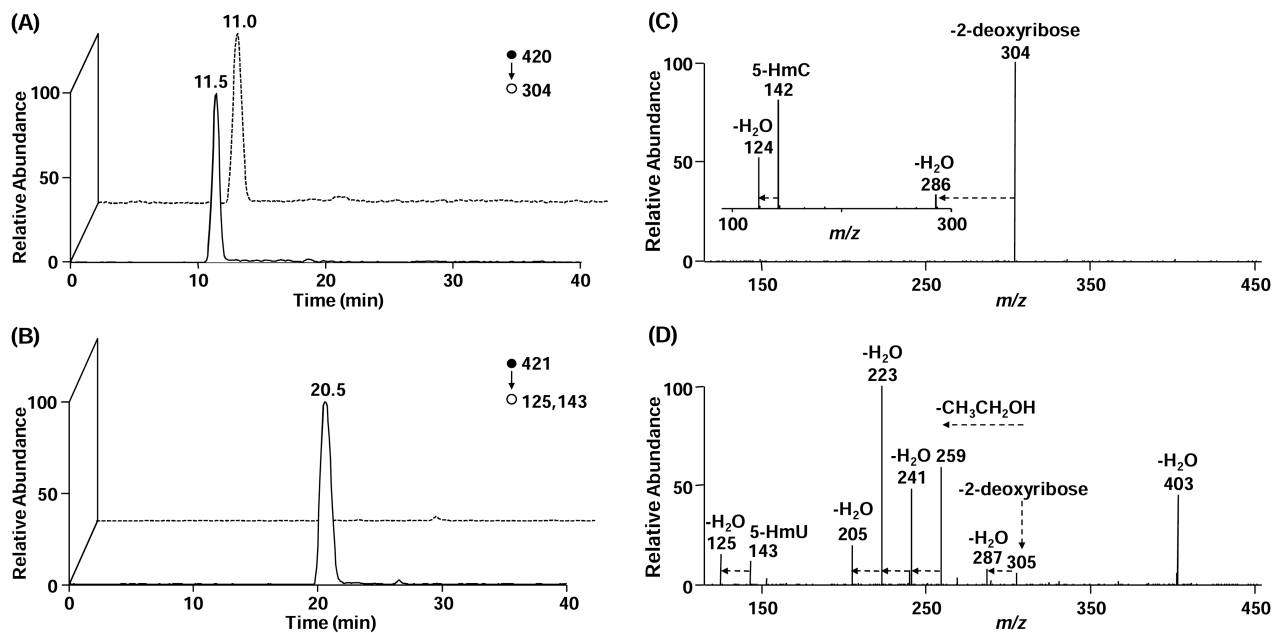 (A)
11.0
11.5
420
304
100
50
0
Relative Abundance
0 10 20 30 40
Time (min)
(B)
421
125,143
20.5
100
50
0
Relative Abundance
0 10 20 30 40
Time (min)
(C)
-2-deoxyribose
304
5-HmC
142
-H₂O
124
-H₂O
286
100 300
m/z
100
50
0
Relative Abundance
150 250 350 450
m/z
(D)
-H₂O
223
-CH₃CH₂OH
-H₂O 259
241
-2-deoxyribose
-H₂O
403
-H₂O
205
-H₂O
287 305
-H₂O
125
5-HmU
143
100
50
0
Relative Abundance
150 250 350 450
m/z